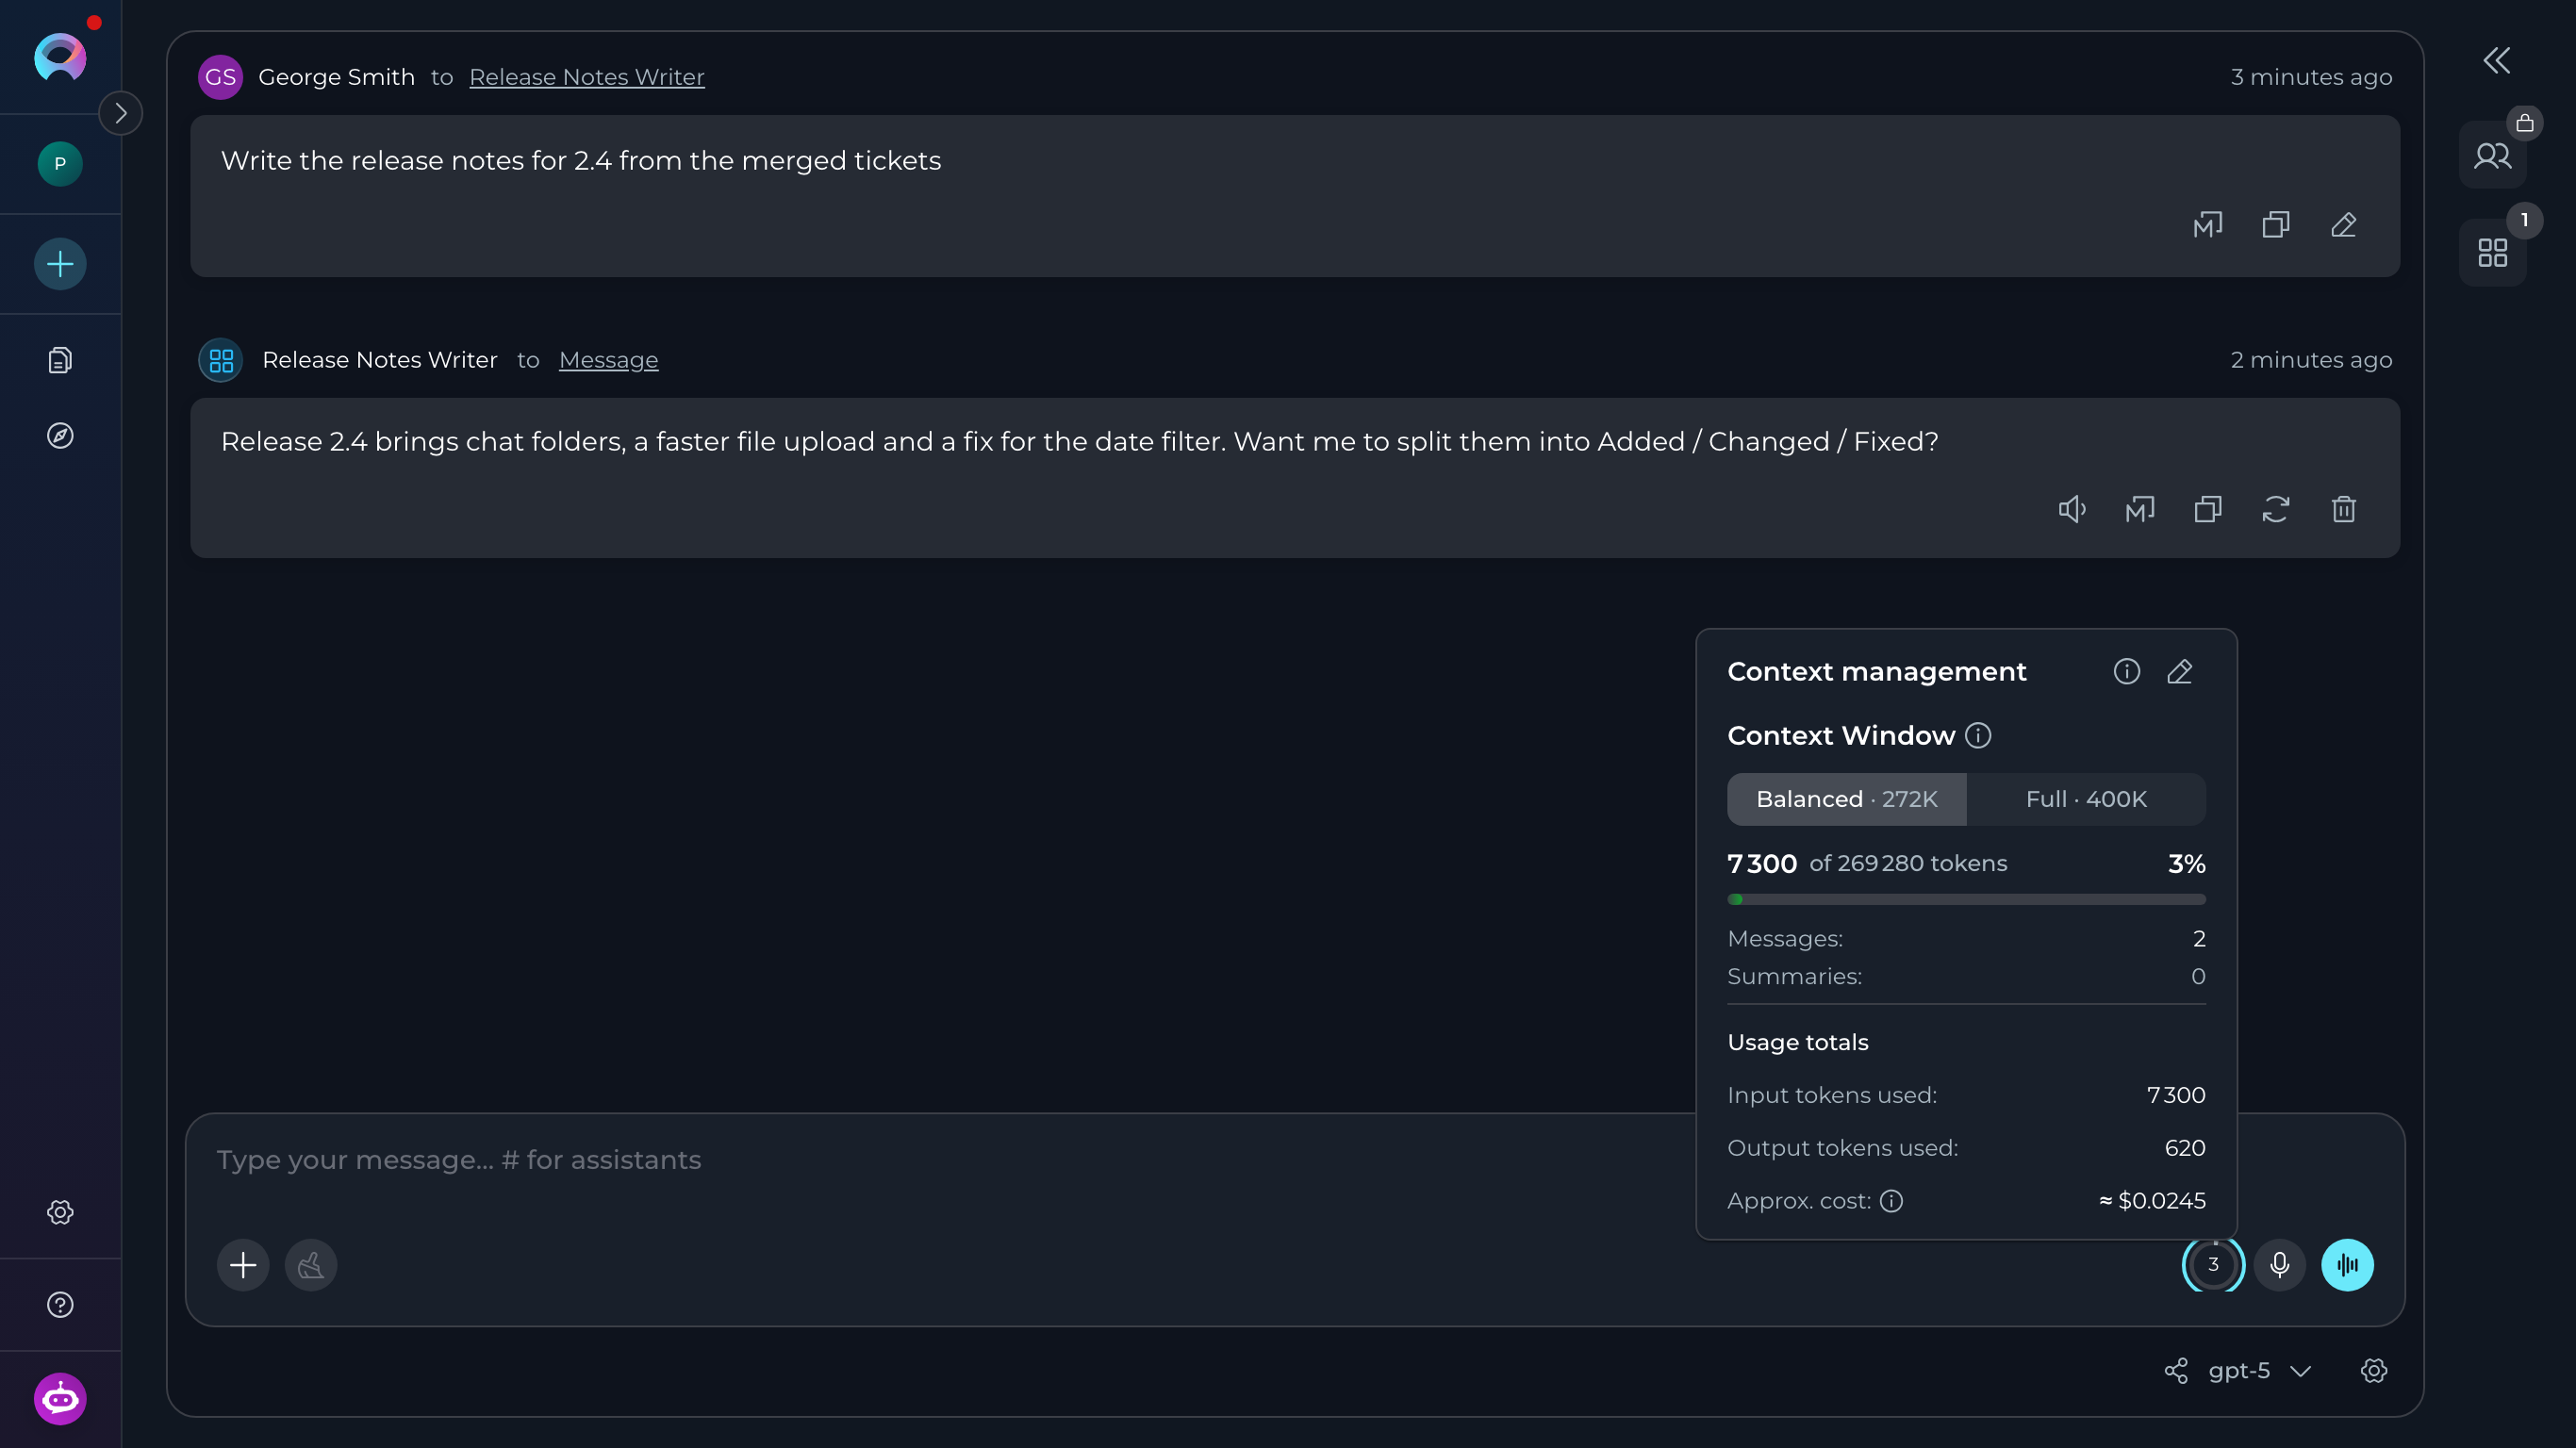 GS George Smith to Release Notes Writer
3 minutes ago
P
Write the release notes for 2.4 from the merged tickets
1
Release Notes Writer to Message
2 minutes ago
Release 2.4 brings chat folders, a faster file upload and a fix for the date filter. Want me to split them into Added / Changed / Fixed?
Context management
Context Window
Balanced · 272K
Full · 400K
7 300 of 269 280 tokens
3%
Messages: 2
Summaries: 0
Usage totals
Input tokens used: 7 300
Output tokens used: 620
Approx. cost: ≈ $0.0245
Type your message... # for assistants
3
gpt-5